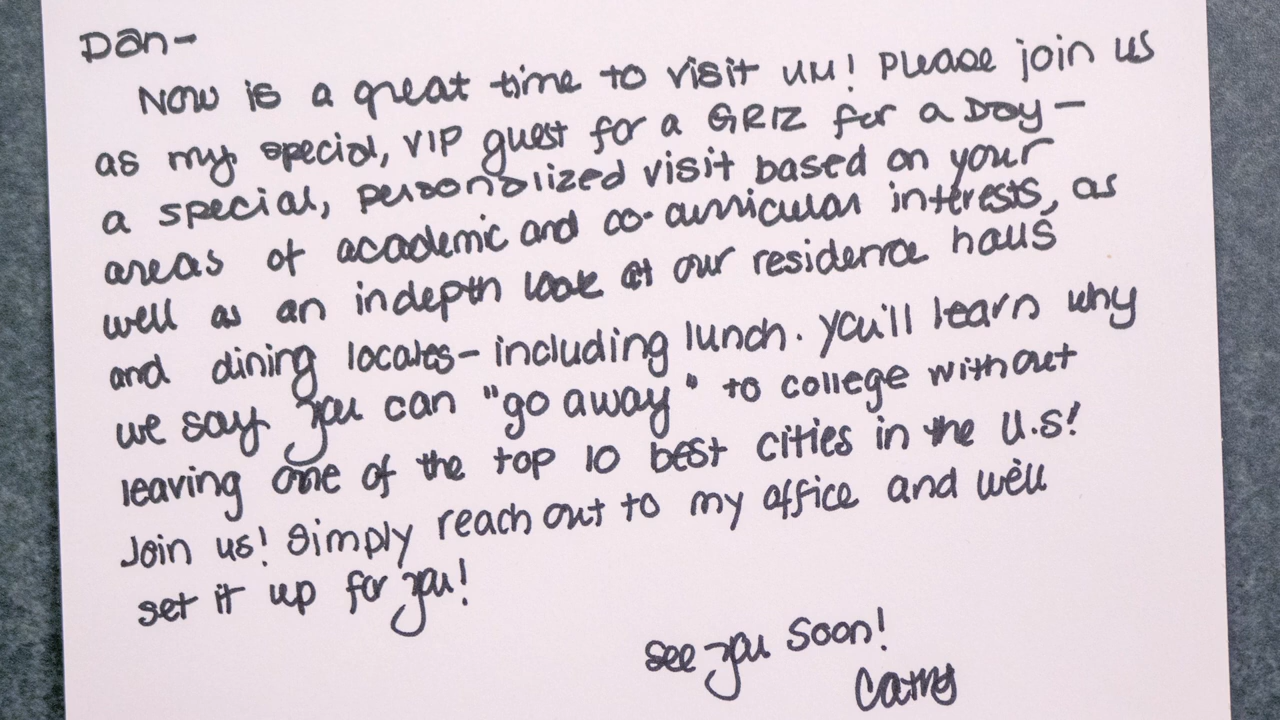 Dan-
Now is a great time to visit UM! Please join us
as my special, VIP guest for a GRIZ for a Day-
a special, personalized visit based on your
areas of academic and co-curricular interests, as
well as an indepth look at our residence halls
and dining locales- including lunch. You'll learn why
we say you can "go away" to college without
leaving one of the top 10 best cities in the U.S!
Join us! Simply reach out to my office and we'll
set it up for you!
See you soon!
Cathy